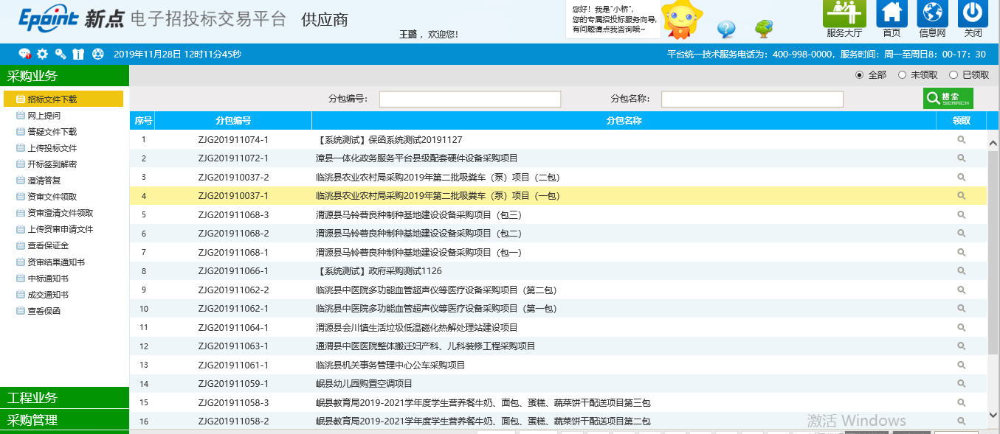 Epoint 新点 电子招投标交易平台 供应商
王璐 ，欢迎您!
您好！我是"小桥",
您的专属招投标服务向导,
有问题请点我咨询哦~
服务大厅 首页 信息网 关闭
2019年11月28日 12时11分45秒 平台统一技术服务电话为：400-998-0000，服务时间：周一至周日8：00-17：30
采购业务
招标文件下载
网上提问
答疑文件下载
上传投标文件
开标签到解密
澄清答复
资审文件领取
资审澄清文件领取
上传资审申请文件
查看保证金
资审结果通知书
中标通知书
成交通知书
查看保函
工程业务
采购管理
全部 未领取 已领取
分包编号： 分包名称： 搜索 SEARCH
序号 分包编号 分包名称 领取
1 ZJG201911074-1 【系统测试】保函系统测试20191127
2 ZJG201911072-1 漳县一体化政务服务平台县级配套硬件设备采购项目
3 ZJG201910037-2 临洮县农业农村局采购2019年第二批吸粪车（泵）项目（二包）
4 ZJG201910037-1 临洮县农业农村局采购2019年第二批吸粪车（泵）项目（一包）
5 ZJG201911068-3 渭源县马铃薯良种制种基地建设设备采购项目（包三）
6 ZJG201911068-2 渭源县马铃薯良种制种基地建设设备采购项目（包二）
7 ZJG201911068-1 渭源县马铃薯良种制种基地建设设备采购项目（包一）
8 ZJG201911066-1 【系统测试】政府采购测试1126
9 ZJG201911062-2 临洮县中医院多功能血管超声仪等医疗设备采购项目（第二包）
10 ZJG201911062-1 临洮县中医院多功能血管超声仪等医疗设备采购项目（第一包）
11 ZJG201911064-1 渭源县会川镇生活垃圾低温磁化热解处理站建设项目
12 ZJG201911063-1 通渭县中医医院整体搬迁妇产科、儿科装修工程采购项目
13 ZJG201911061-1 临洮县机关事务管理中心公车采购项目
14 ZJG201911059-1 岷县幼儿园购置空调项目
15 ZJG201911058-3 岷县教育局2019-2021学年度学生营养餐牛奶、面包、蛋糕、蔬菜饼干配送项目第三包
16 ZJG201911058-2 岷县教育局2019-2021学年度学生营养餐牛奶、面包、蛋糕、蔬菜饼干配送项目第二包
激活 Windows